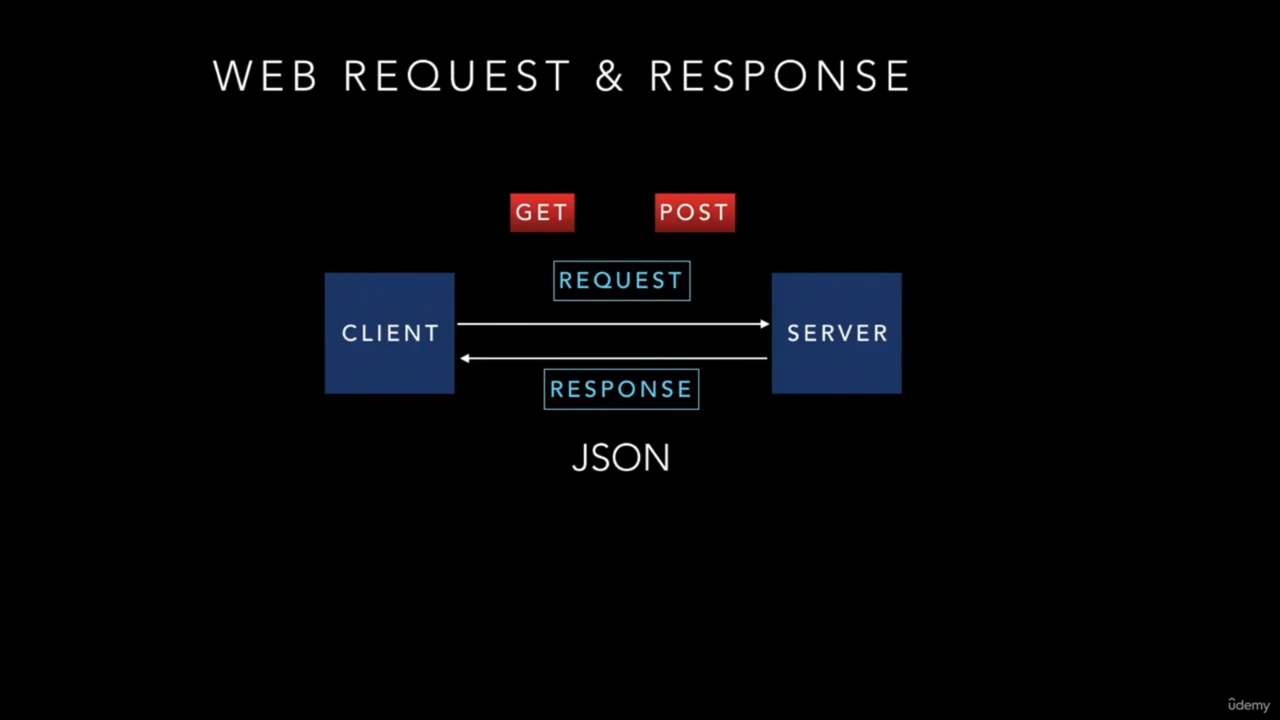 WEB REQUEST & RESPONSE
GET POST
REQUEST
CLIENT SERVER
RESPONSE
JSON
ûdemy